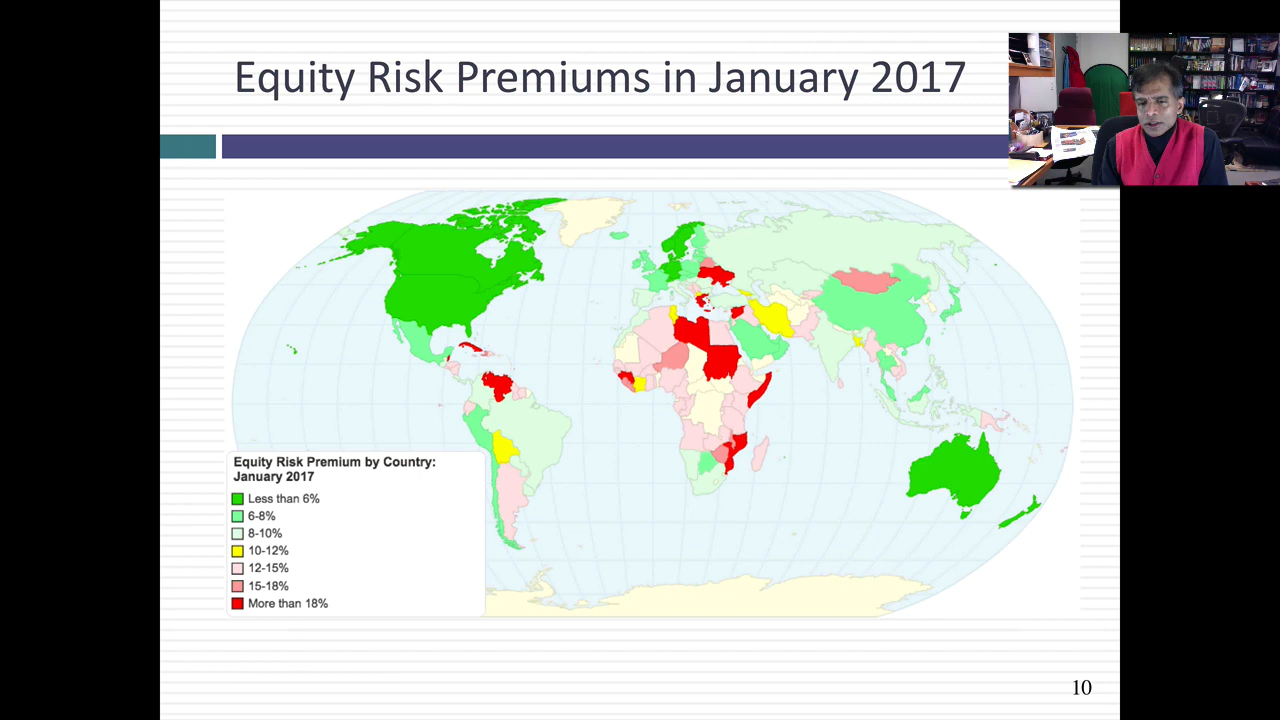 Equity Risk Premiums in January 2017
Equity Risk Premium by Country:
January 2017
Less than 6%
6-8%
8-10%
10-12%
12-15%
15-18%
More than 18%
10